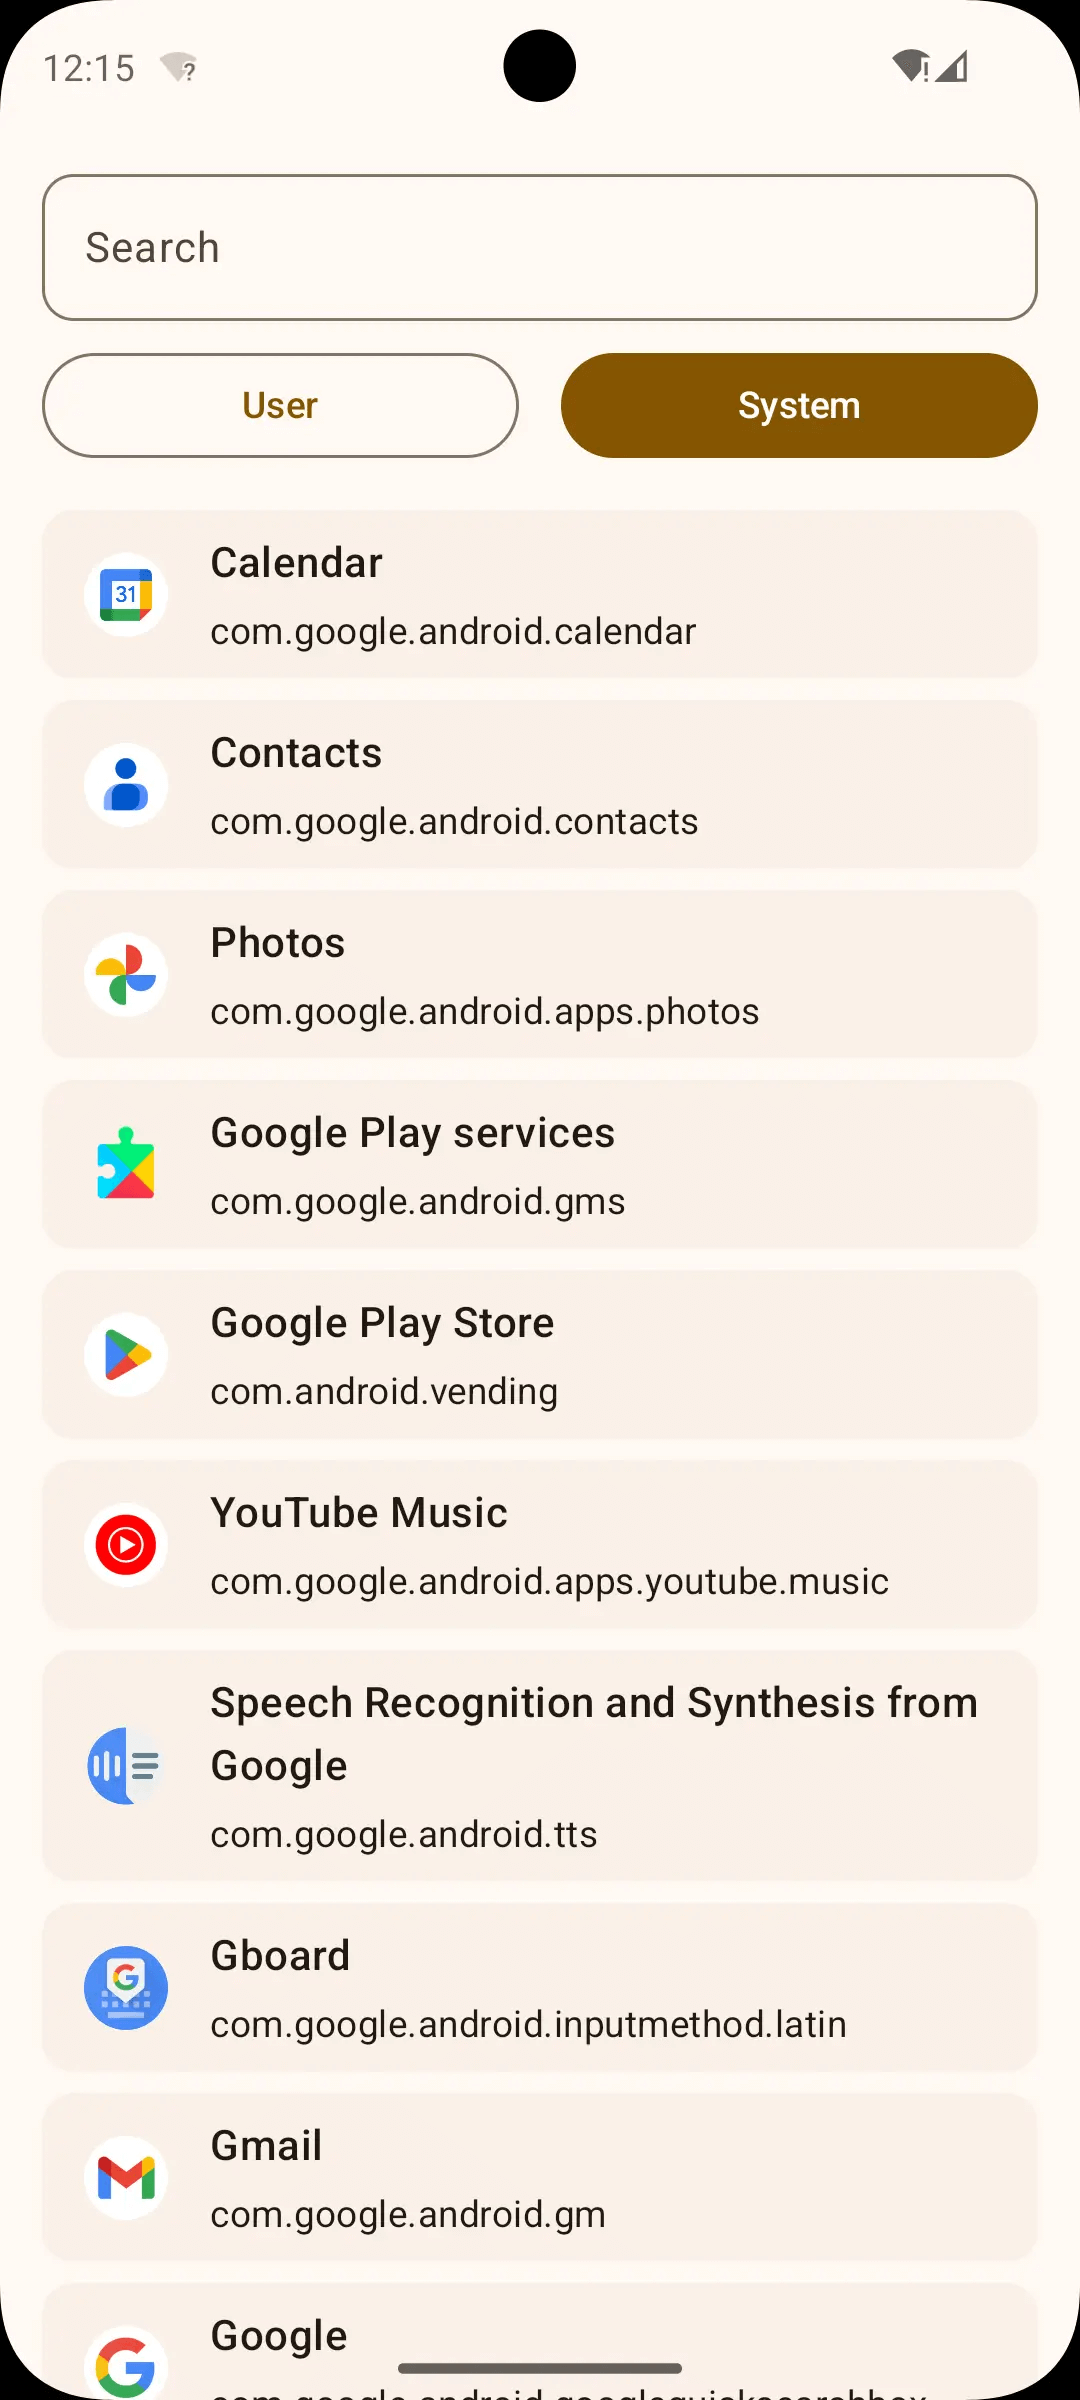 12:15
Search
User
System
Calendar
31
com.google.android.calendar
Contacts
com.google.android.contacts
Photos
com.google.android.apps.photos
Google Play services
com.google.android.gms
Google Play Store
com.android.vending
YouTube Music
com.google.android.apps.youtube.music
Speech Recognition and Synthesis from
Google
com.google.android.tts
Gboard
com.google.android.inputmethod.latin
Gmail
com.google.android.gm
Google